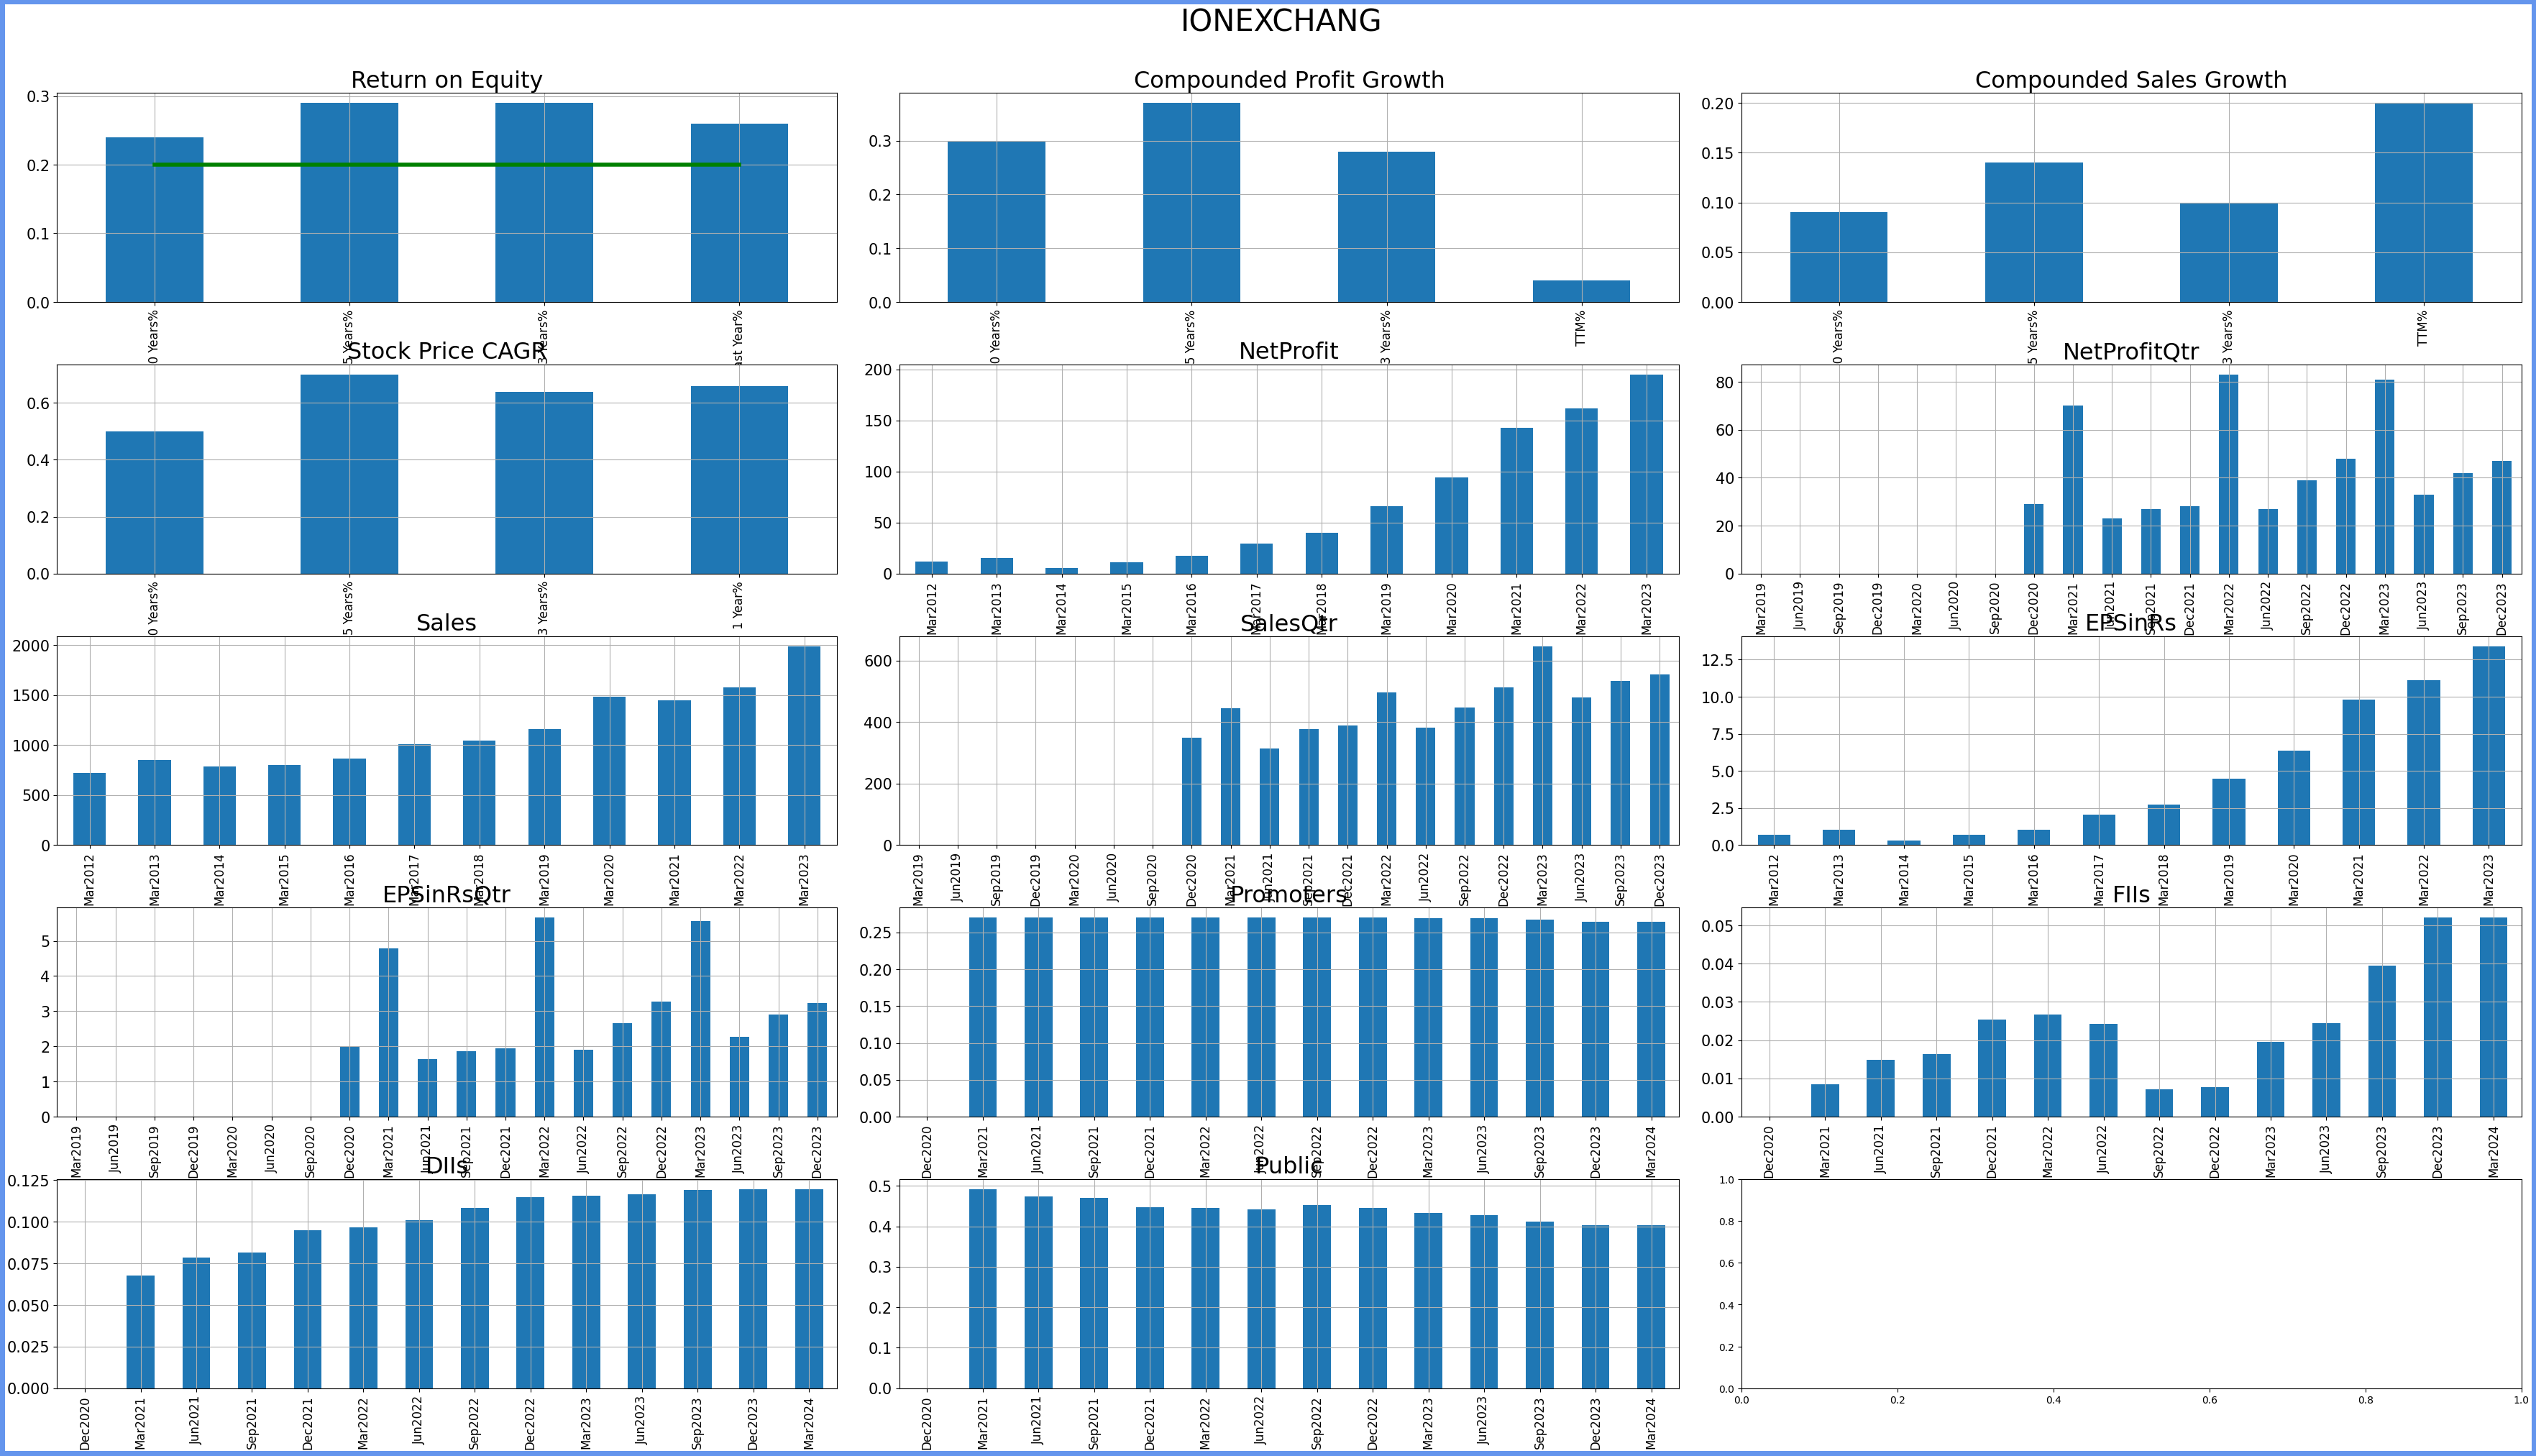 IONEXCHANG
Return on Equity
0.3
0.2
0.1
0.0
0 Years%
5 Years%
3 Years%
ast Year%
Compounded Profit Growth
0.3
0.2
0.1
0.0
0 Years%
5 Years%
3 Years%
TTM%
Compounded Sales Growth
0.20
0.15
0.10
0.05
0.00
0 Years%
5 Years%
3 Years%
TTM%
Stock Price CAGR
0.6
0.4
0.2
0.0
0 Years%
5 Years%
3 Years%
1 Year%
NetProfit
200
150
100
50
0
Mar2012
Mar2013
Mar2014
Mar2015
Mar2016
Mar2017
Mar2018
Mar2019
Mar2020
Mar2021
Mar2022
Mar2023
NetProfitQtr
80
60
40
20
0
Mar2019
Jun2019
Sep2019
Dec2019
Mar2020
Jun2020
Sep2020
Dec2020
Mar2021
Jun2021
Sep2021
Dec2021
Mar2022
Jun2022
Sep2022
Dec2022
Mar2023
Jun2023
Sep2023
Dec2023
Sales
2000
1500
1000
500
0
Mar2012
Mar2013
Mar2014
Mar2015
Mar2016
Mar2017
Mar2018
Mar2019
Mar2020
Mar2021
Mar2022
Mar2023
SalesQtr
600
400
200
0
Mar2019
Jun2019
Sep2019
Dec2019
Mar2020
Jun2020
Sep2020
Dec2020
Mar2021
Jun2021
Sep2021
Dec2021
Mar2022
Jun2022
Sep2022
Dec2022
Mar2023
Jun2023
Sep2023
Dec2023
EPSinRs
12.5
10.0
7.5
5.0
2.5
0.0
Mar2012
Mar2013
Mar2014
Mar2015
Mar2016
Mar2017
Mar2018
Mar2019
Mar2020
Mar2021
Mar2022
Mar2023
EPSinRsQtr
5
4
3
2
1
0
Mar2019
Jun2019
Sep2019
Dec2019
Mar2020
Jun2020
Sep2020
Dec2020
Mar2021
Jun2021
Sep2021
Dec2021
Mar2022
Jun2022
Sep2022
Dec2022
Mar2023
Jun2023
Sep2023
Dec2023
Promoters
0.25
0.20
0.15
0.10
0.05
0.00
Dec2020
Mar2021
Jun2021
Sep2021
Dec2021
Mar2022
Jun2022
Sep2022
Dec2022
Mar2023
Jun2023
Sep2023
Dec2023
Mar2024
FIIs
0.05
0.04
0.03
0.02
0.01
0.00
Dec2020
Mar2021
Jun2021
Sep2021
Dec2021
Mar2022
Jun2022
Sep2022
Dec2022
Mar2023
Jun2023
Sep2023
Dec2023
Mar2024
DIIs
0.125
0.100
0.075
0.050
0.025
0.000
Dec2020
Mar2021
Jun2021
Sep2021
Dec2021
Mar2022
Jun2022
Sep2022
Dec2022
Mar2023
Jun2023
Sep2023
Dec2023
Mar2024
Public
0.5
0.4
0.3
0.2
0.1
0.0
Dec2020
Mar2021
Jun2021
Sep2021
Dec2021
Mar2022
Jun2022
Sep2022
Dec2022
Mar2023
Jun2023
Sep2023
Dec2023
Mar2024
1.0
0.8
0.6
0.4
0.2
0.0
0.0
0.2
0.4
0.6
0.8
1.0